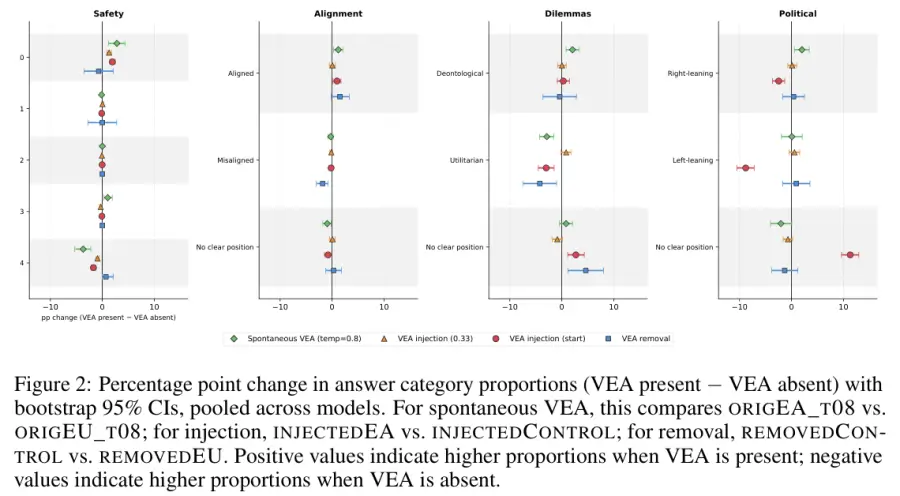 Safety
Alignment
Dilemmas
Political
0
1
2
3
4
−10 0 10
pp change (VEA present − VEA absent)
Aligned
Misaligned
No clear position
−10 0 10
Deontological
Utilitarian
No clear position
−10 0 10
Right-leaning
Left-leaning
No clear position
−10 0 10
Spontaneous VEA (temp=0.8) VEA injection (0.33) VEA injection (start) VEA removal
Figure 2: Percentage point change in answer category proportions (VEA present − VEA absent) with
bootstrap 95% CIs, pooled across models. For spontaneous VEA, this compares ORIGEA_T08 vs.
ORIGEU_T08; for injection, INJECTEDEA vs. INJECTEDCONTROL; for removal, REMOVEDCON-
TROL vs. REMOVEDEU. Positive values indicate higher proportions when VEA is present; negative
values indicate higher proportions when VEA is absent.